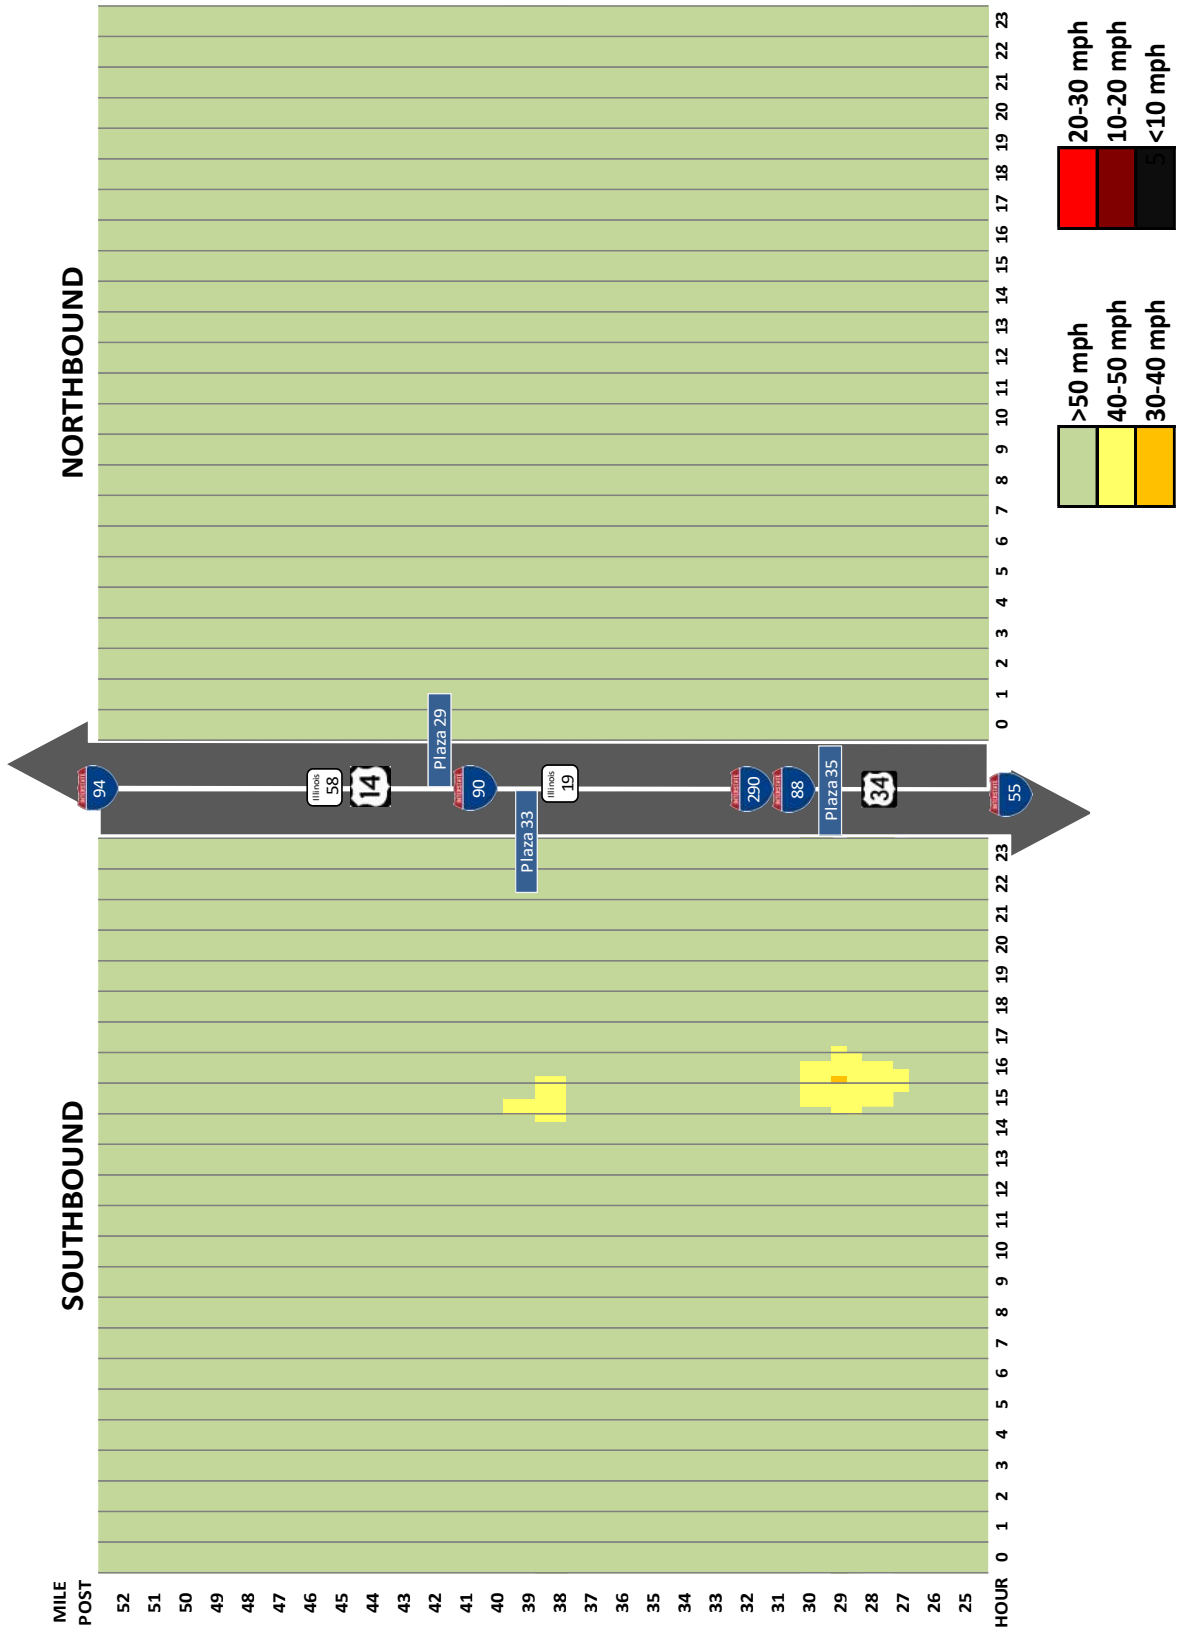 MILE
POST
SOUTHBOUND
NORTHBOUND
52
51
50
49
48
47
46
45
44
43
42
41
40
39
38
37
36
35
34
33
32
31
30
29
28
27
26
25
INTERSTATE
94
Illinois
58
14
Plaza 29
INTERSTATE
90
Plaza 33
Illinois
19
INTERSTATE
290
INTERSTATE
88
Plaza 35
34
INTERSTATE
55
HOUR 0 1 2 3 4 5 6 7 8 9 10 11 12 13 14 15 16 17 18 19 20 21 22 23
0 1 2 3 4 5 6 7 8 9 10 11 12 13 14 15 16 17 18 19 20 21 22 23
>50 mph
40-50 mph
30-40 mph
20-30 mph
10-20 mph
5 <10 mph